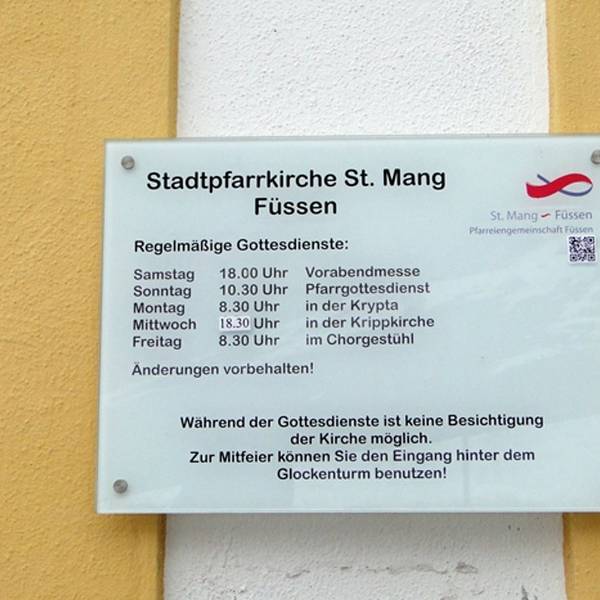 Stadtpfarrkirche St. Mang
Füssen
St. Mang Füssen
Pfarreiengemeinschaft Füssen
Regelmäßige Gottesdienste:
Samstag 18.00 Uhr Vorabendmesse
Sonntag 10.30 Uhr Pfarrgottesdienst
Montag 8.30 Uhr in der Krypta
Mittwoch 18.30 Uhr in der Krippkirche
Freitag 8.30 Uhr im Chorgestühl
Änderungen vorbehalten!
Während der Gottesdienste ist keine Besichtigung
der Kirche möglich.
Zur Mitfeier können Sie den Eingang hinter dem
Glockenturm benutzen!